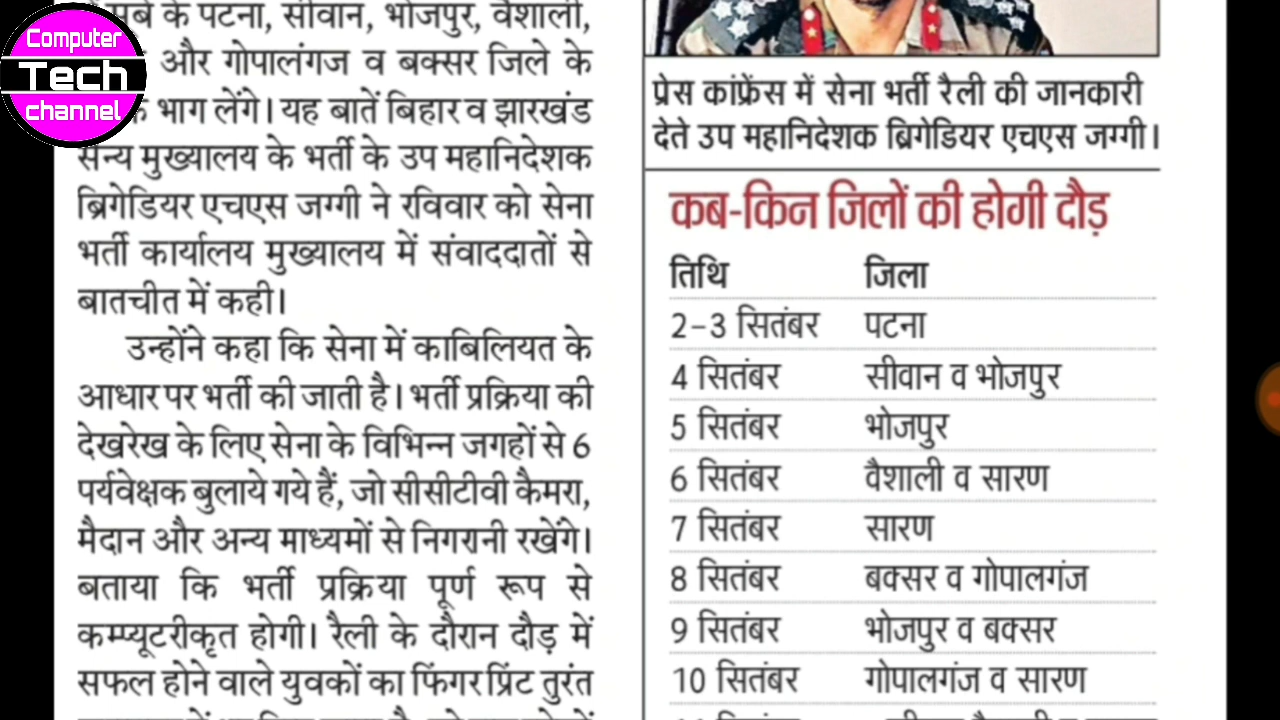 Computer
Tech
channel
के पटना, सीवान, भोजपुर, वैशाली,
और गोपालंगज व बक्सर जिले के
भाग लेंगे। यह बातें बिहार व झारखंड
सैन्य मुख्यालय के भर्ती के उप महानिदेशक
ब्रिगेडियर एचएस जग्गी ने रविवार को सेना
भर्ती कार्यालय मुख्यालय में संवाददातों से
बातचीत में कही।
उन्होंने कहा कि सेना में काबिलियत के
आधार पर भर्ती की जाती है। भर्ती प्रक्रिया की
देखरेख के लिए सेना के विभिन्न जगहों से 6
पर्यवेक्षक बुलाये गये हैं, जो सीसीटीवी कैमरा,
मैदान और अन्य माध्यमों से निगरानी रखेंगे।
बताया कि भर्ती प्रक्रिया पूर्ण रूप से
कम्प्यूटरीकृत होगी। रैली के दौरान दौड़ में
सफल होने वाले युवकों का फिंगर प्रिंट तुरंत
प्रेस कांफ्रेंस में सेना भर्ती रैली की जानकारी
देते उप महानिदेशक ब्रिगेडियर एचएस जग्गी।
कब-किन जिलों की होगी दौड़
तिथि जिला
2-3 सितंबर पटना
4 सितंबर सीवान व भोजपुर
5 सितंबर भोजपुर
6 सितंबर वैशाली व सारण
7 सितंबर सारण
8 सितंबर बक्सर व गोपालगंज
9 सितंबर भोजपुर व बक्सर
10 सितंबर गोपालगंज व सारण